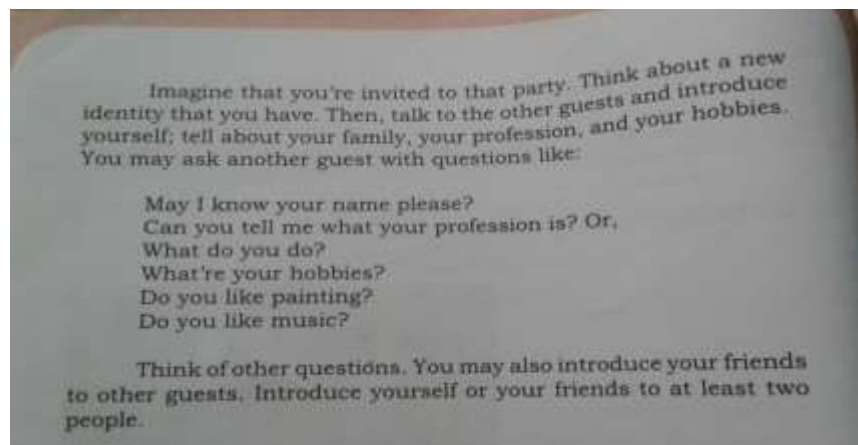 Imagine that you're invited to that party. Think about a new
identity that you have. Then, talk to the other guests and introduce
yourself; tell about your family, your profession, and your hobbies.
You may ask another guest with questions like:
May I know your name please?
Can you tell me what your profession is? Or,
What do you do?
What're your hobbies?
Do you like painting?
Do you like music?
Think of other questions. You may also introduce your friends
to other guests. Introduce yourself or your friends to at least two
people.